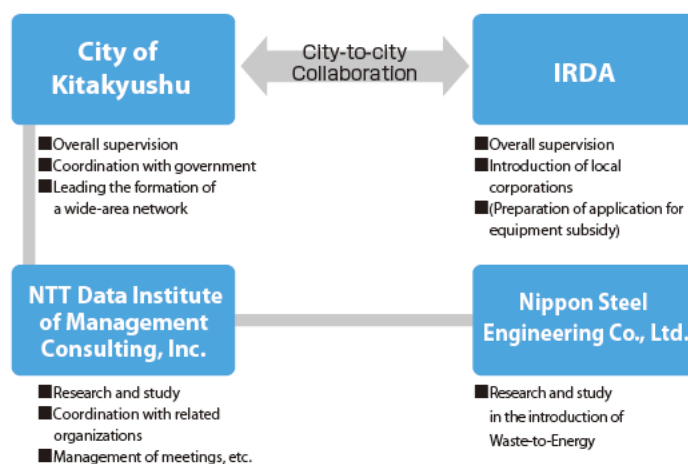 City of
Kitakyushu
City-to-city
Collaboration
IRDA
■Overall supervision
■Coordination with government
■Leading the formation of
a wide-area network
■Overall supervision
■Introduction of local
corporations
■(Preparation of application for
equipment subsidy)
NTT Data Institute
of Management
Consulting, Inc.
Nippon Steel
Engineering Co., Ltd.
■Research and study
■Coordination with related
organizations
■Management of meetings, etc.
■Research and study
in the introduction of
Waste-to-Energy